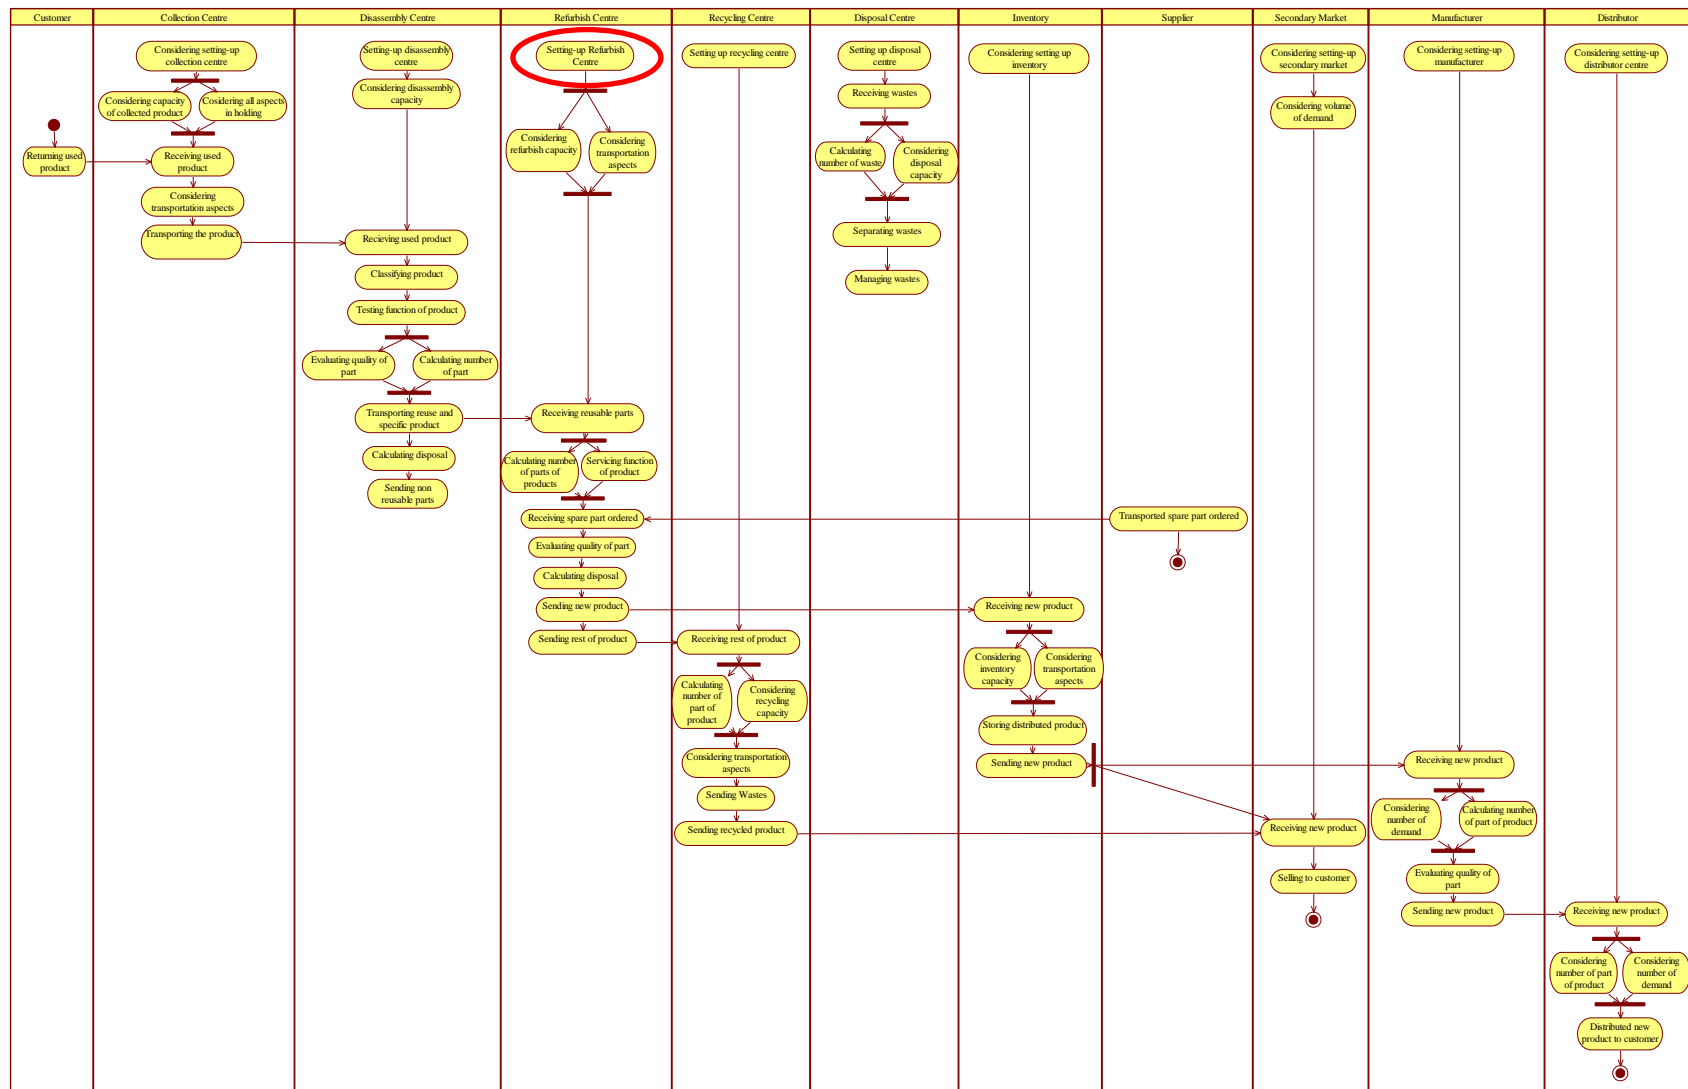 Customer
Collection Centre
Disassembly Centre
Refurbish Centre
Recycling Centre
Disposal Centre
Inventory
Supplier
Secondary Market
Manufacturer
Distributor
Returning used
product
Considering setting-up
collection centre
Considering capacity
of collected product
Cosidering all aspects
in holding
Receiving used
product
Considering
transportation aspects
Transporting the product
Setting-up disassembly
centre
Considering disassembly
capacity
Recieving used product
Classifying product
Testing function of product
Evaluating quality of
part
Calculating number
of part
Transporting reuse and
specific product
Calculating disposal
Sending non
reusable parts
Setting-up Refurbish
Centre
Considering
refurbish capacity
Considering
transportation
aspects
Receiving reusable parts
Calculating number
of parts of
products
Servicing function
of product
Receiving spare part ordered
Evaluating quality of part
Calculating disposal
Sending new product
Sending rest of product
Setting up recycling centre
Receiving rest of product
Calculating
number of
part of
product
Considering
recycling
capacity
Considering transportation
aspects
Sending Wastes
Sending recycled product
Setting up disposal
centre
Receiving wastes
Calculating
number of waste
Considering
disposal
capacity
Separating wastes
Managing wastes
Considering setting up
inventory
Receiving new product
Considering
inventory
capacity
Considering
transportation
aspects
Storing distributed product
Sending new product
Transported spare part ordered
Considering setting-up
secondary market
Considering volume
of demand
Receiving new product
Selling to customer
Considering setting-up
manufacturer
Receiving new product
Considering
number of
demand
Calculating number
of part of product
Evaluating quality of
part
Sending new product
Considering setting-up
distributor centre
Receiving new product
Considering
number of part
of product
Considering
number of
demand
Distributed new
product to customer